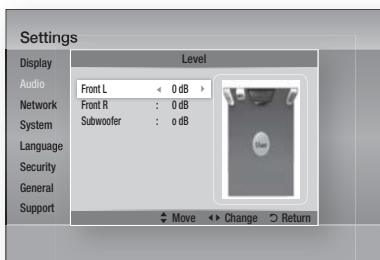 Settings
Display
Audio
Network
System
Language
Security
General
Support
Level
Front L ◀ 0 dB ▶
Front R : 0 dB
Subwoofer : o dB
User
Move Change Return